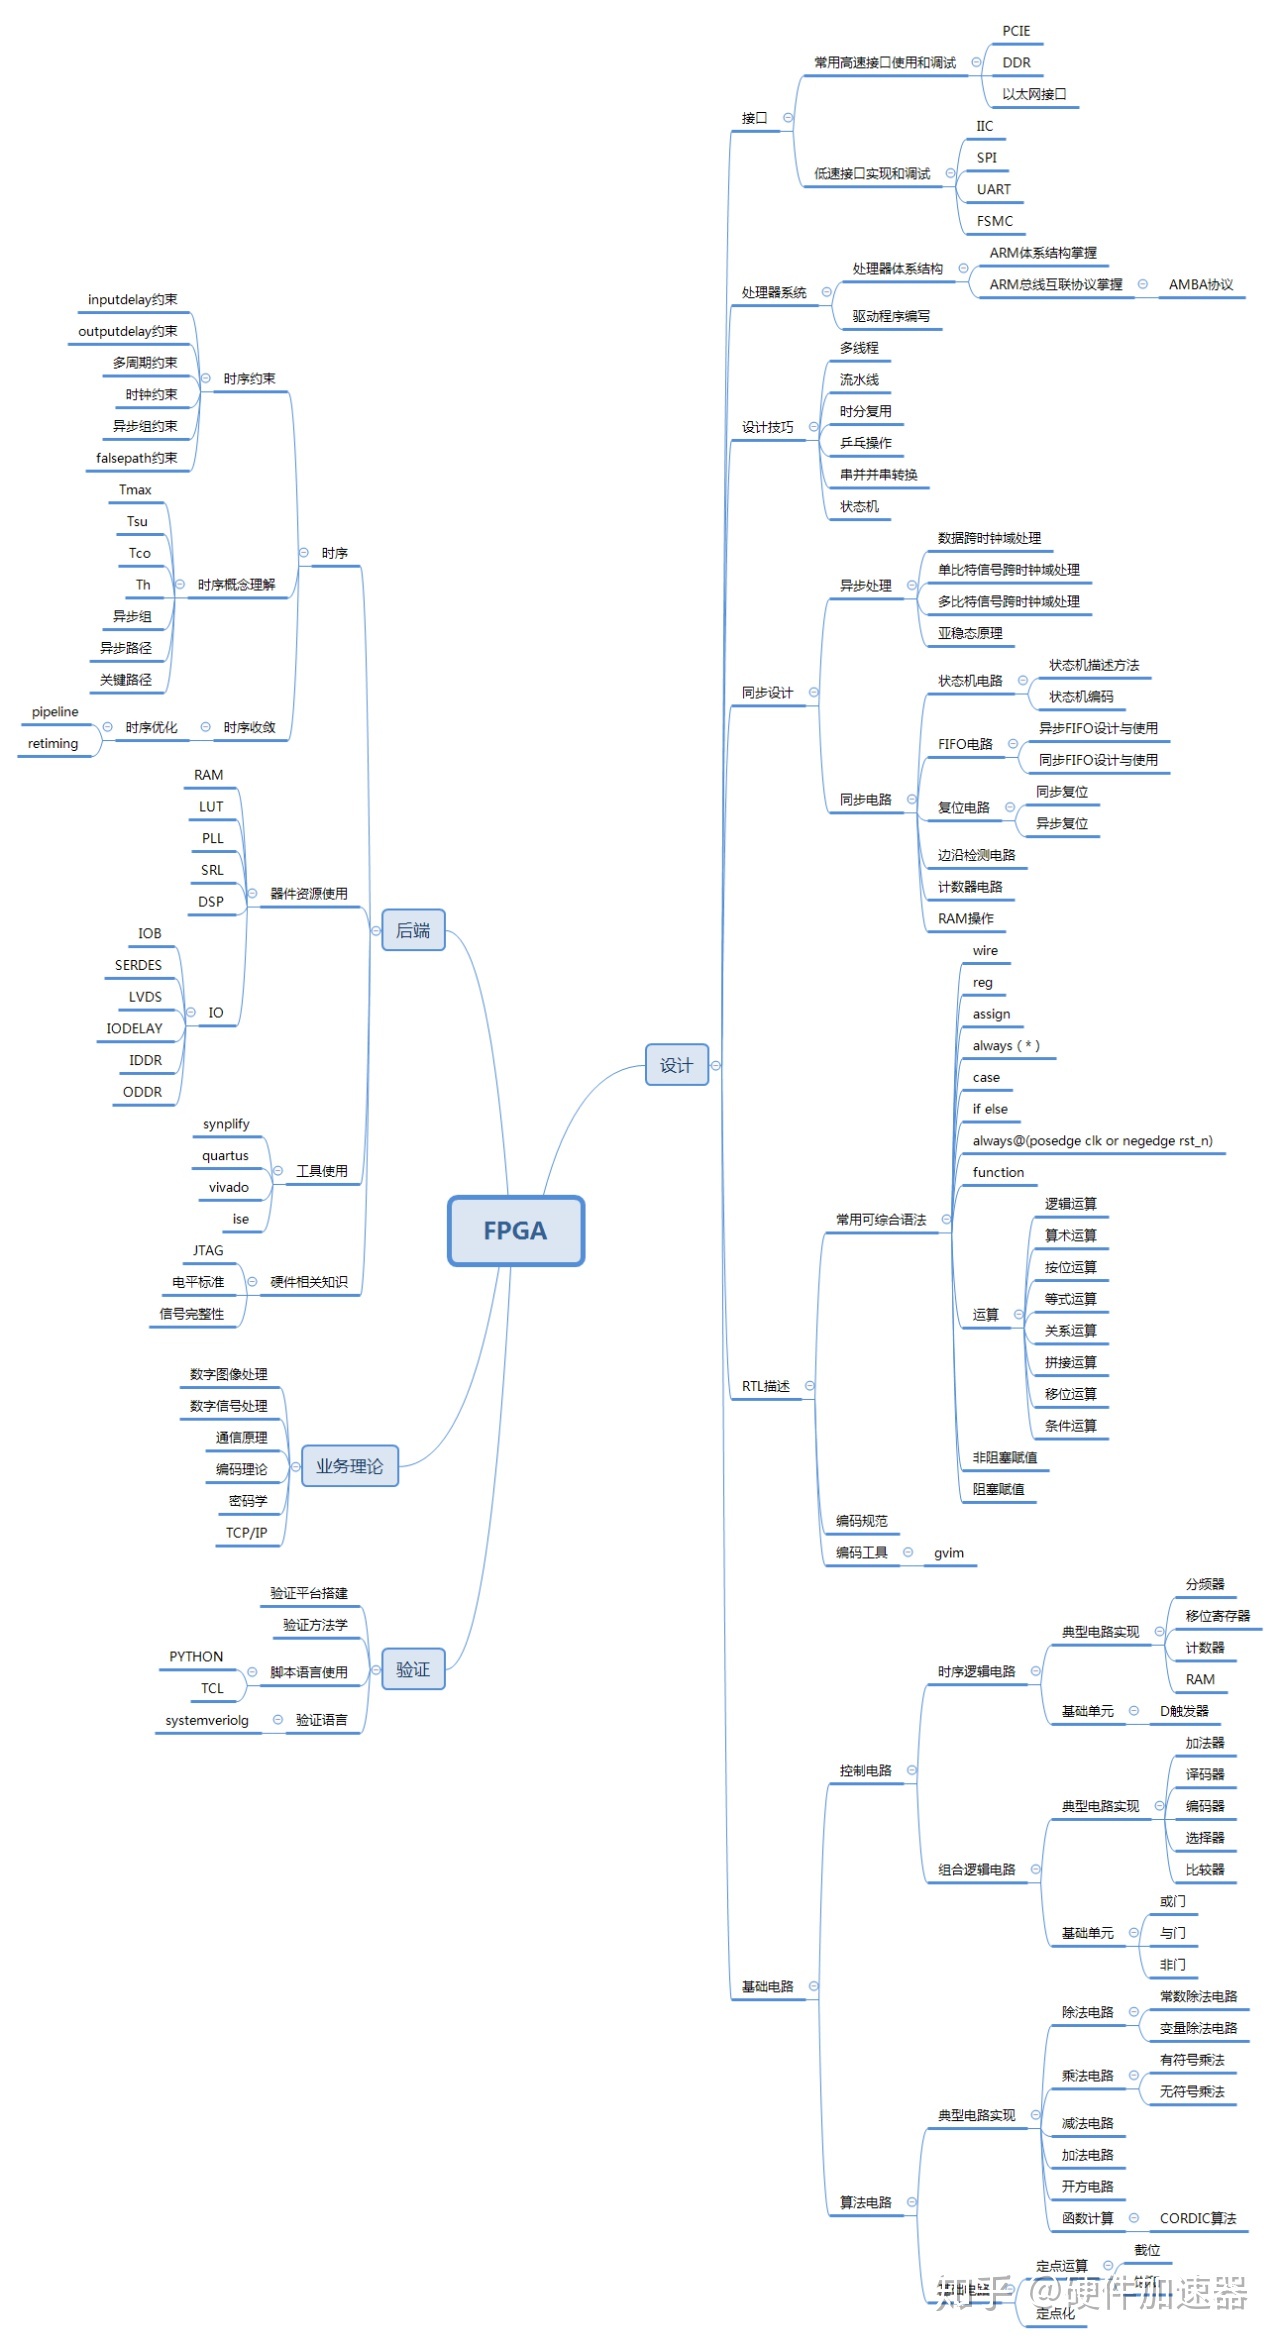 FPGA
设计
接口
常用高速接口使用和调试
PCIE
DDR
以太网接口
低速接口实现和调试
IIC
SPI
UART
FSMC
处理器系统
处理器体系结构
ARM体系结构掌握
ARM总线互联协议掌握
AMBA协议
驱动程序编写
设计技巧
多线程
流水线
时分复用
乒乓操作
串并并串转换
状态机
同步设计
异步处理
数据跨时钟域处理
单比特信号跨时钟域处理
多比特信号跨时钟域处理
亚稳态原理
同步电路
状态机电路
状态机描述方法
状态机编码
FIFO电路
异步FIFO设计与使用
同步FIFO设计与使用
复位电路
同步复位
异步复位
边沿检测电路
计数器电路
RAM操作
RTL描述
常用可综合语法
wire
reg
assign
always ( * )
case
if else
always@(posedge clk or negedge rst_n)
function
运算
逻辑运算
算术运算
按位运算
等式运算
关系运算
拼接运算
移位运算
条件运算
非阻塞赋值
阻塞赋值
编码规范
编码工具
gvim
基础电路
控制电路
时序逻辑电路
典型电路实现
分频器
移位寄存器
计数器
RAM
基础单元
D触发器
组合逻辑电路
典型电路实现
加法器
译码器
编码器
选择器
比较器
基础单元
或门
与门
非门
算法电路
典型电路实现
除法电路
常数除法电路
变量除法电路
乘法电路
有符号乘法
无符号乘法
减法电路
加法电路
开方电路
函数计算
CORDIC算法
基础电路
定点运算
截位
定点化
后端
时序
时序约束
inputdelay约束
outputdelay约束
多周期约束
时钟约束
异步组约束
falsepath约束
时序概念理解
Tmax
Tsu
Tco
Th
异步组
异步路径
关键路径
时序收敛
时序优化
pipeline
retiming
器件资源使用
RAM
LUT
PLL
SRL
DSP
IO
IOB
SERDES
LVDS
IODELAY
IDDR
ODDR
工具使用
synplify
quartus
vivado
ise
硬件相关知识
JTAG
电平标准
信号完整性
业务理论
数字图像处理
数字信号处理
通信原理
编码理论
密码学
TCP/IP
验证
验证平台搭建
验证方法学
脚本语言使用
PYTHON
TCL
验证语言
systemveriolg
知乎 @硬件加速器